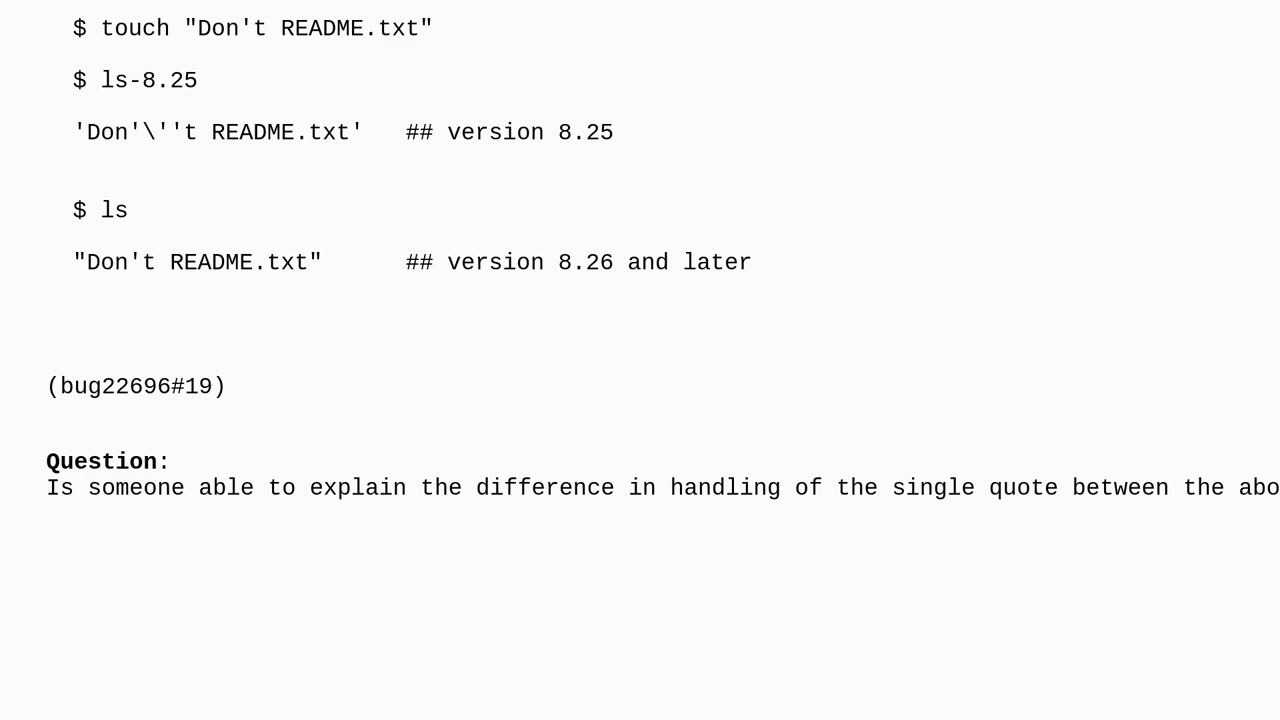 $ touch "Don't README.txt"
$ ls-8.25
'Don'\''t README.txt'   ## version 8.25
$ ls
"Don't README.txt"      ## version 8.26 and later
(bug22696#19)
Question:
Is someone able to explain the difference in handling of the single quote between the abo